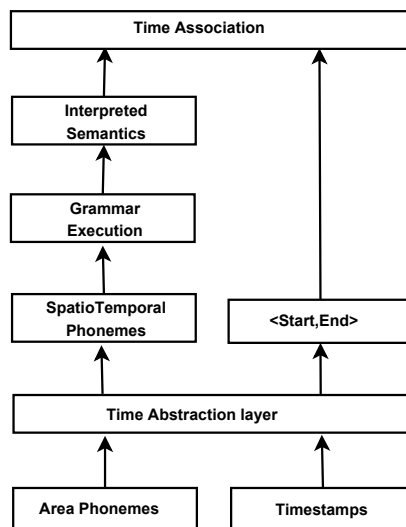 Time Association
Interpreted
Semantics
Grammar
Execution
SpatioTemporal
Phonemes
<Start,End>
Time Abstraction layer
Area Phonemes
Timestamps